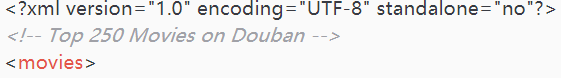 <?xml version="1.0" encoding="UTF-8" standalone="no"?>
<!-- Top 250 Movies on Douban -->
<movies>